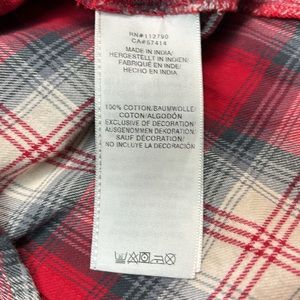 RN#112790
CA#57414
MADE IN INDIA/
HERGESTELLT IN INDIEN/
FABRIQUÉ EN INDE/
HECHO EN INDIA
100% COTTON/BAUMWOLLE/
COTON/ALGODÓN
EXCLUSIVE OF DECORATION/
AUSGENOMMEN DEKORATION/
SAUF DÉCORATION/
NO INCLUYE LA DECORACIÓN